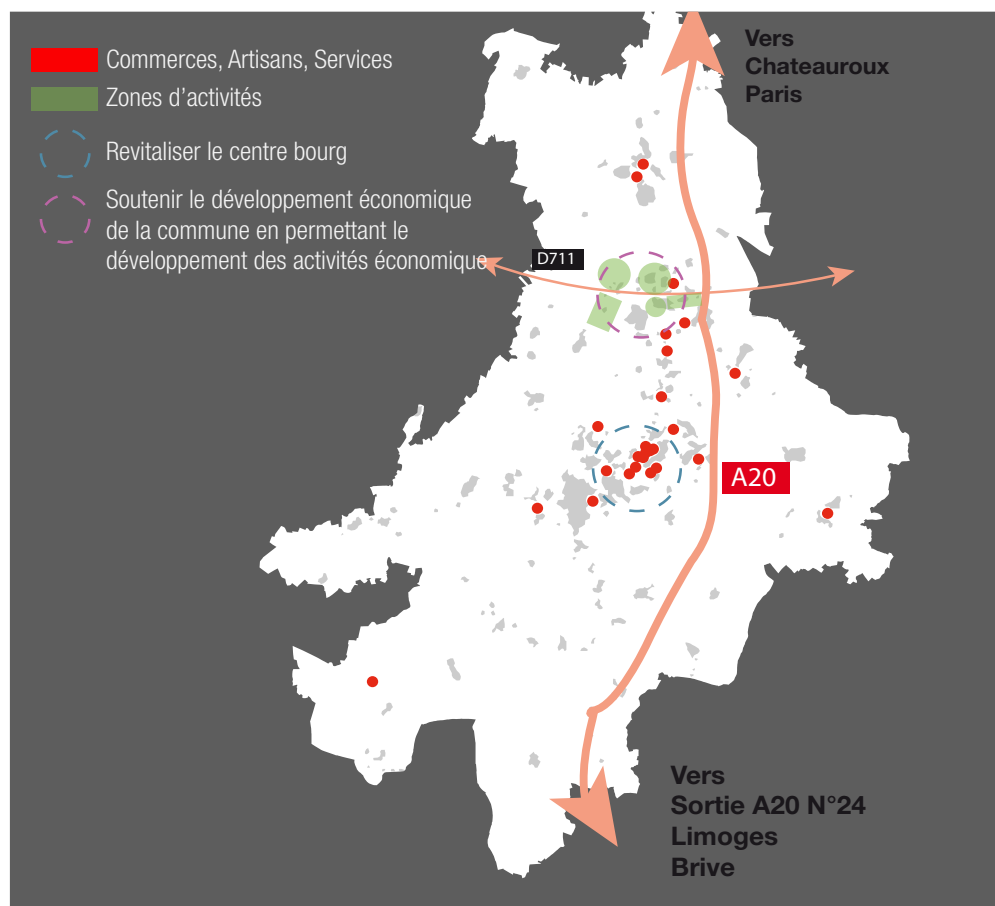 Commerces, Artisans, Services
Zones d'activités
Revitaliser le centre bourg
Soutenir le développement économique
de la commune en permettant le
développement des activités économique
Vers
Chateauroux
Paris
D711
A20
Vers
Sortie A20 N°24
Limoges
Brive